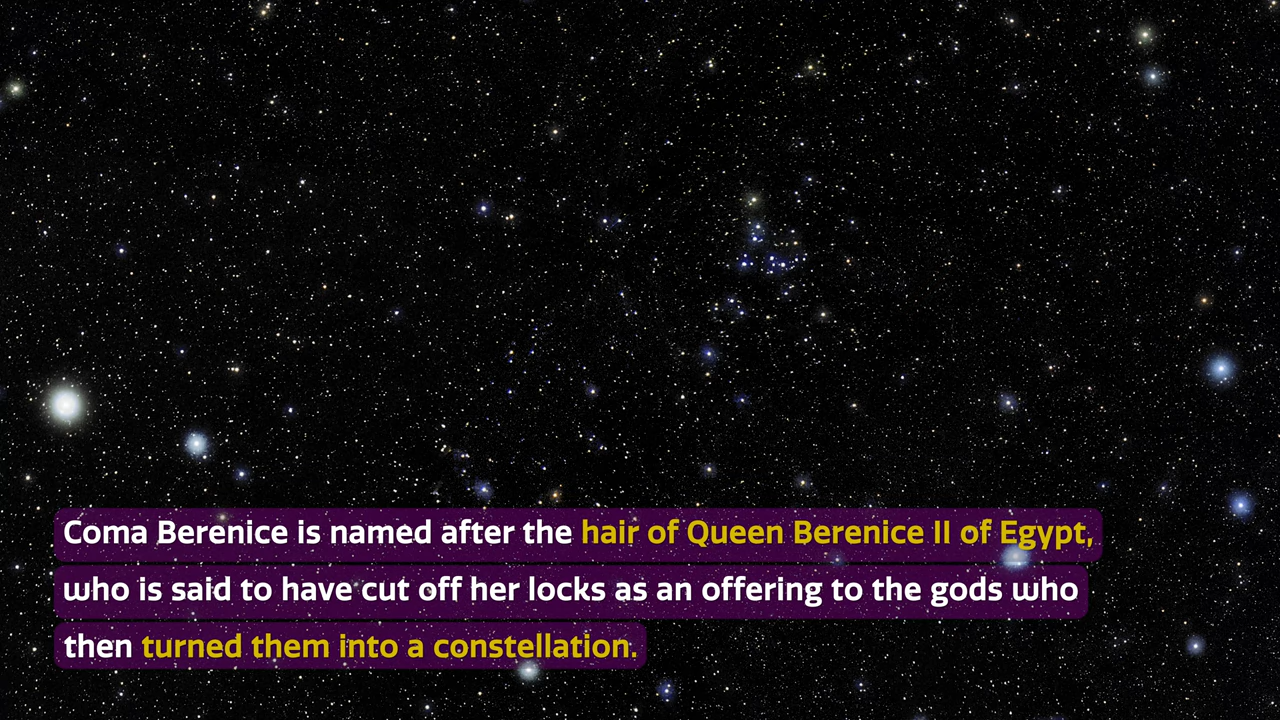 Coma Berenice is named after the hair of Queen Berenice II of Egypt,
who is said to have cut off her locks as an offering to the gods who
then turned them into a constellation.